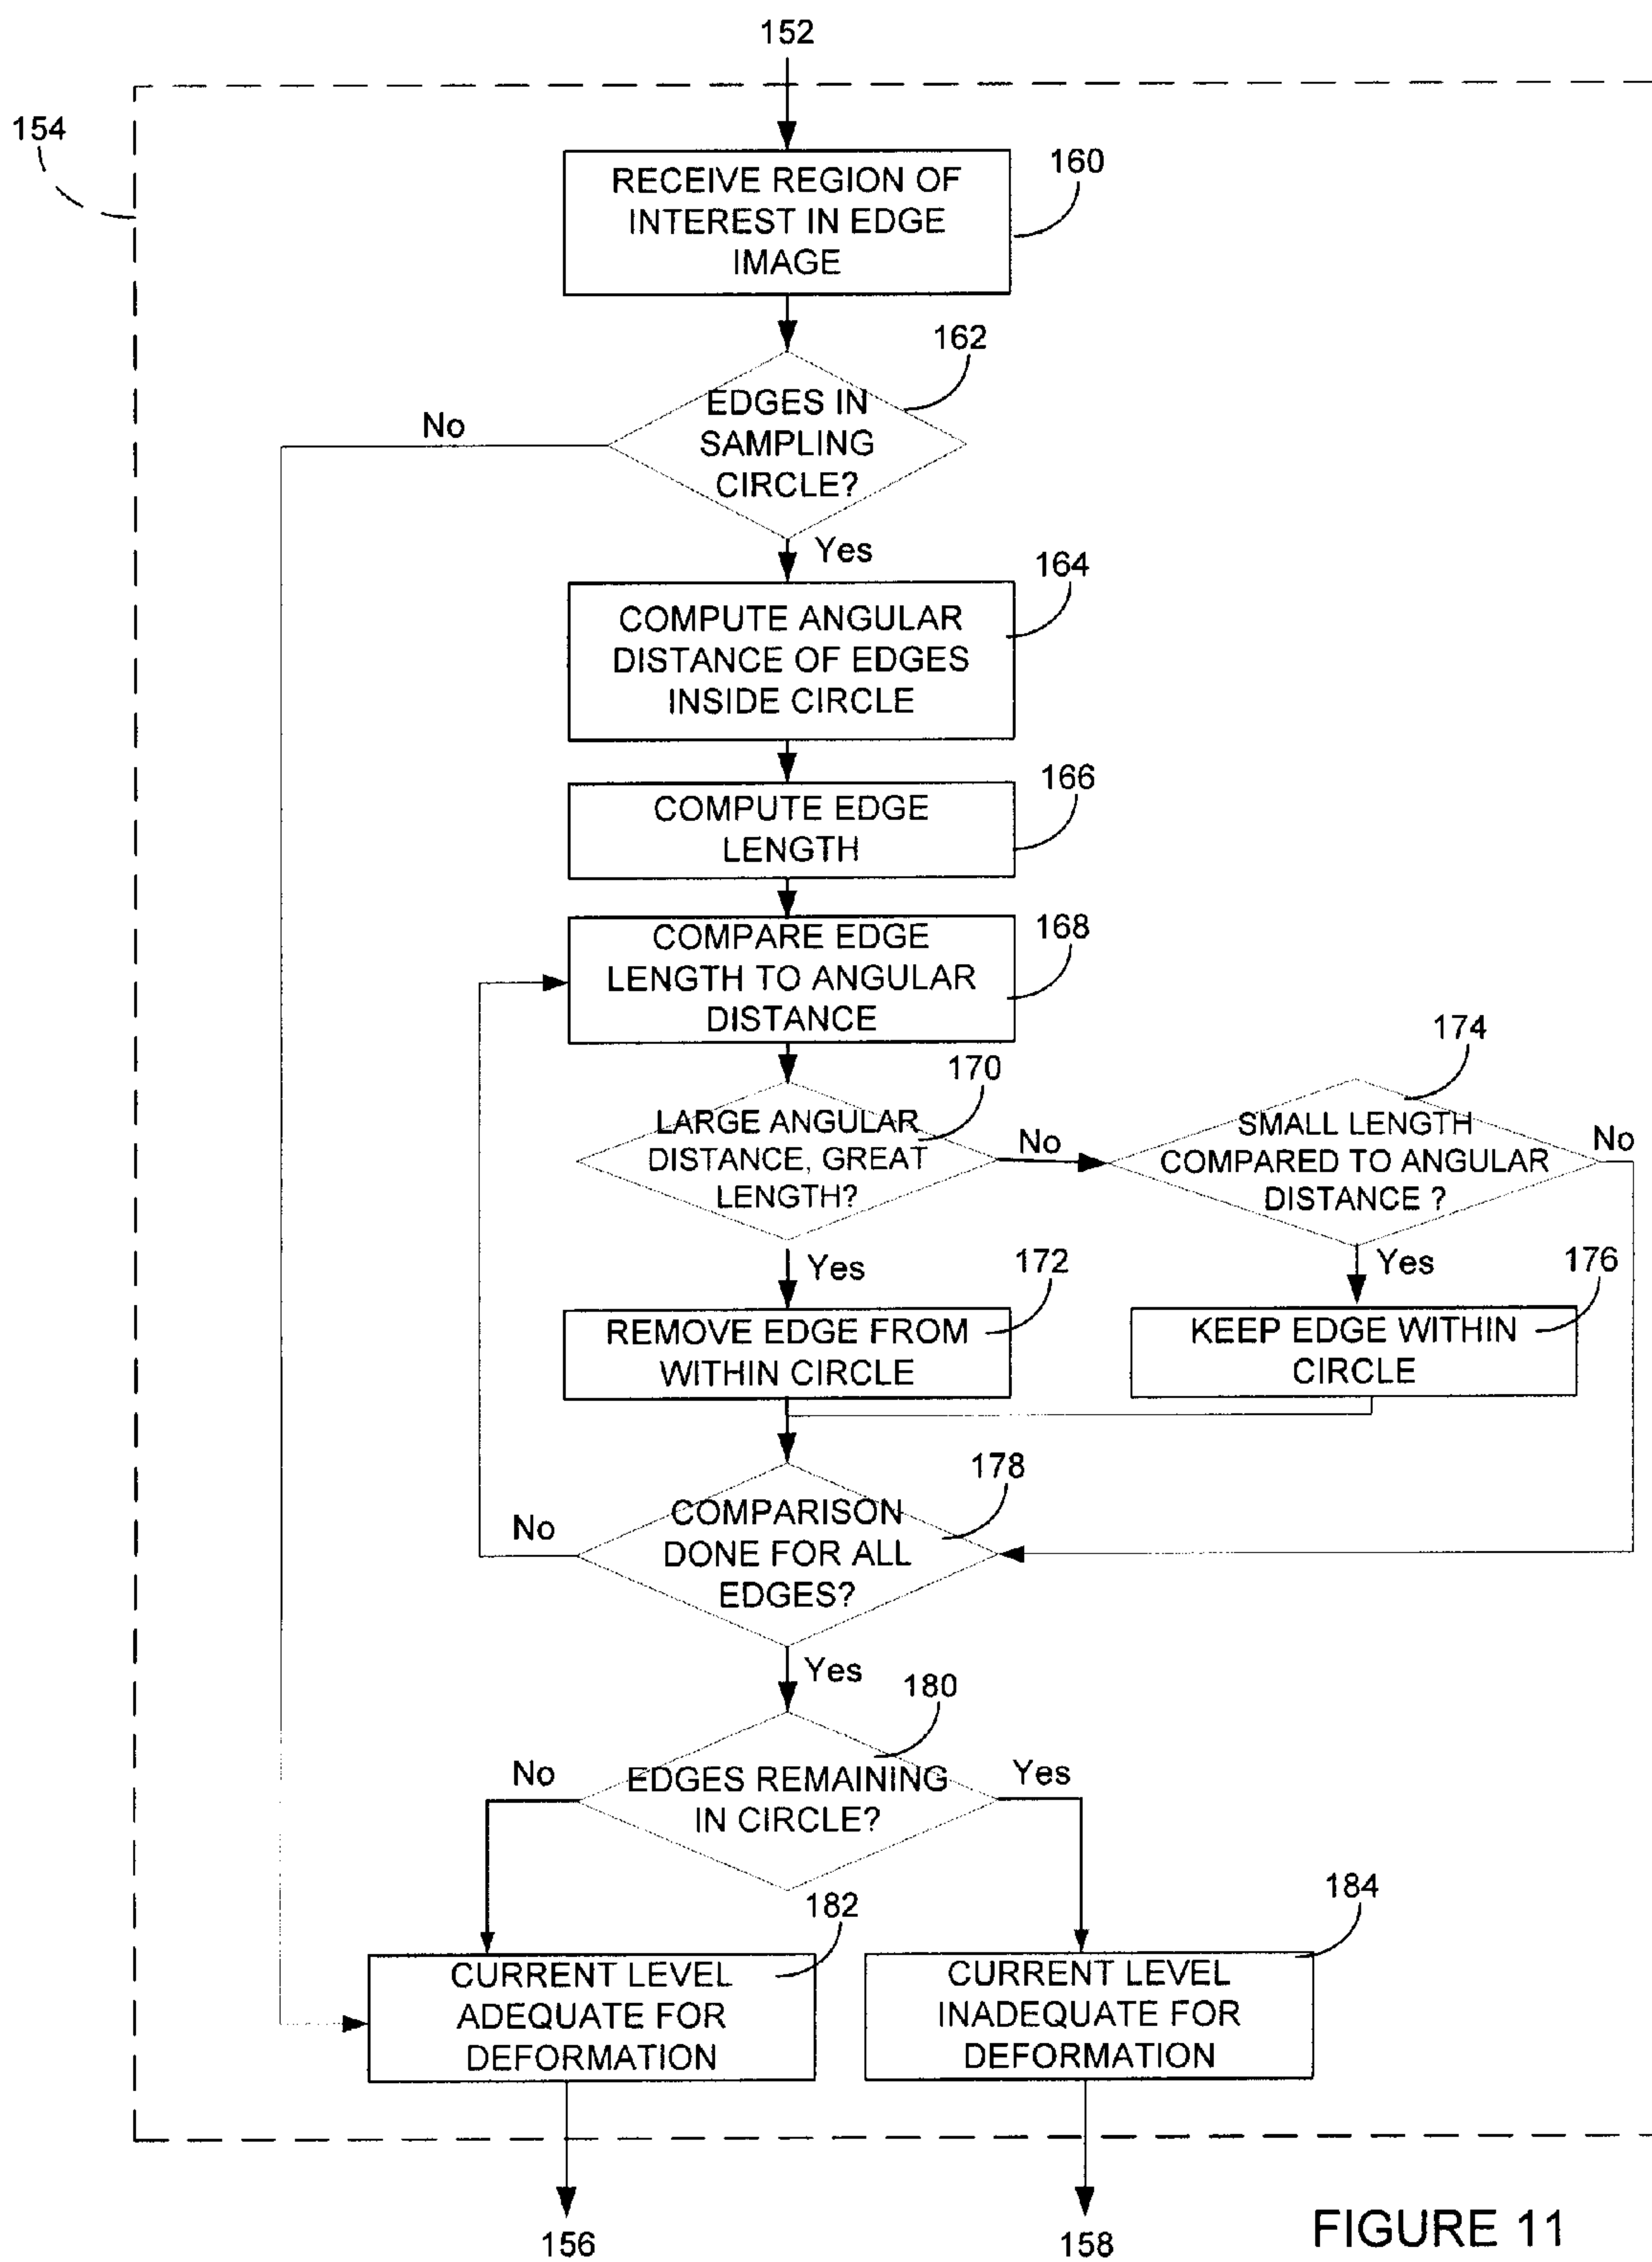 152
154
RECEIVE REGION OF
INTEREST IN EDGE
IMAGE
160
162
EDGES IN
SAMPLING
CIRCLE?
No
Yes
164
COMPUTE ANGULAR
DISTANCE OF EDGES
INSIDE CIRCLE
166
COMPUTE EDGE
LENGTH
168
COMPARE EDGE
LENGTH TO ANGULAR
DISTANCE
170
LARGE ANGULAR
DISTANCE, GREAT
LENGTH?
No
174
SMALL LENGTH
COMPARED TO ANGULAR
DISTANCE ?
No
Yes
172
REMOVE EDGE FROM
WITHIN CIRCLE
Yes
176
KEEP EDGE WITHIN
CIRCLE
178
COMPARISON
DONE FOR ALL
EDGES?
No
Yes
180
EDGES REMAINING
IN CIRCLE?
No
Yes
182
CURRENT LEVEL
ADEQUATE FOR
DEFORMATION
184
CURRENT LEVEL
INADEQUATE FOR
DEFORMATION
156
158
FIGURE 11